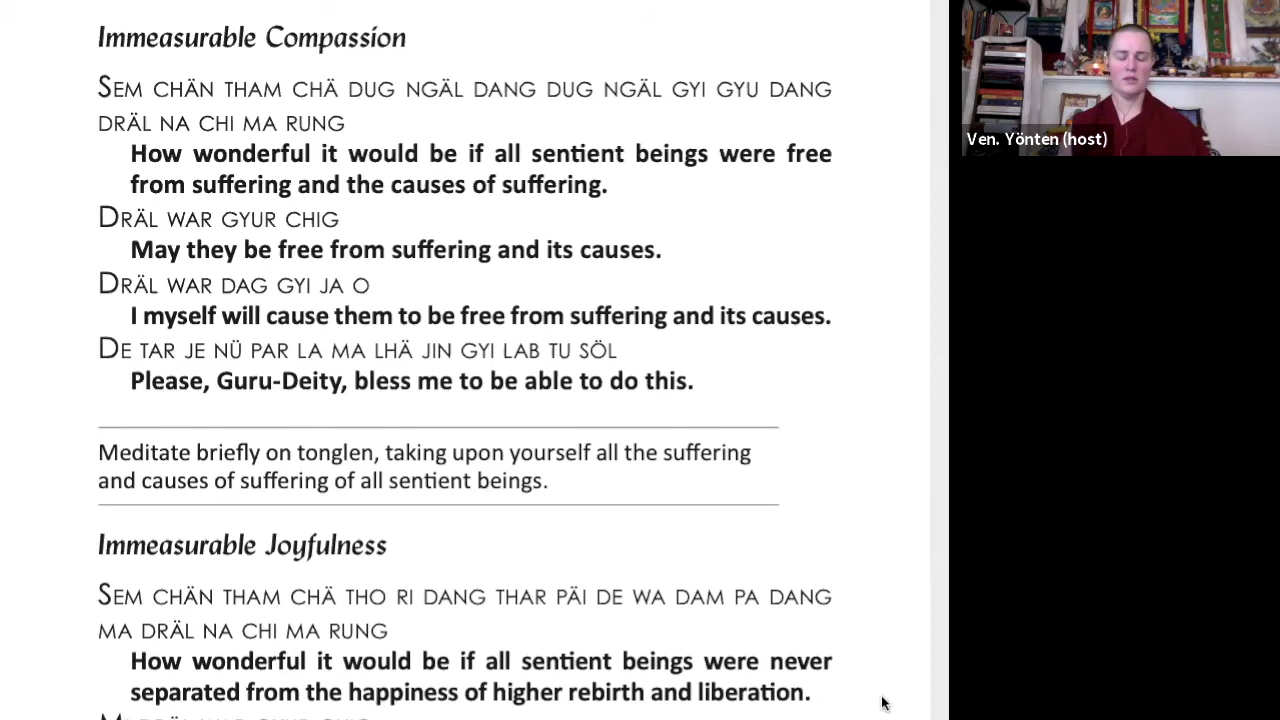 Immeasurable Compassion
SEM CHÄN THAM CHÄ DUG NGÄL DANG DUG NGÄL GYI GYU DANG
DRÄL NA CHI MA RUNG
How wonderful it would be if all sentient beings were free
from suffering and the causes of suffering.
DRÄL WAR GYUR CHIG
May they be free from suffering and its causes.
DRÄL WAR DAG GYI JA O
I myself will cause them to be free from suffering and its causes.
DE TAR JE NÜ PAR LA MA LHÄ JIN GYI LAB TU SÖL
Please, Guru-Deity, bless me to be able to do this.
Meditate briefly on tonglen, taking upon yourself all the suffering
and causes of suffering of all sentient beings.
Immeasurable Joyfulness
SEM CHÄN THAM CHÄ THO RI DANG THAR PÄI DE WA DAM PA DANG
MA DRÄL NA CHI MA RUNG
How wonderful it would be if all sentient beings were never
separated from the happiness of higher rebirth and liberation.
Ven. Yönten (host)